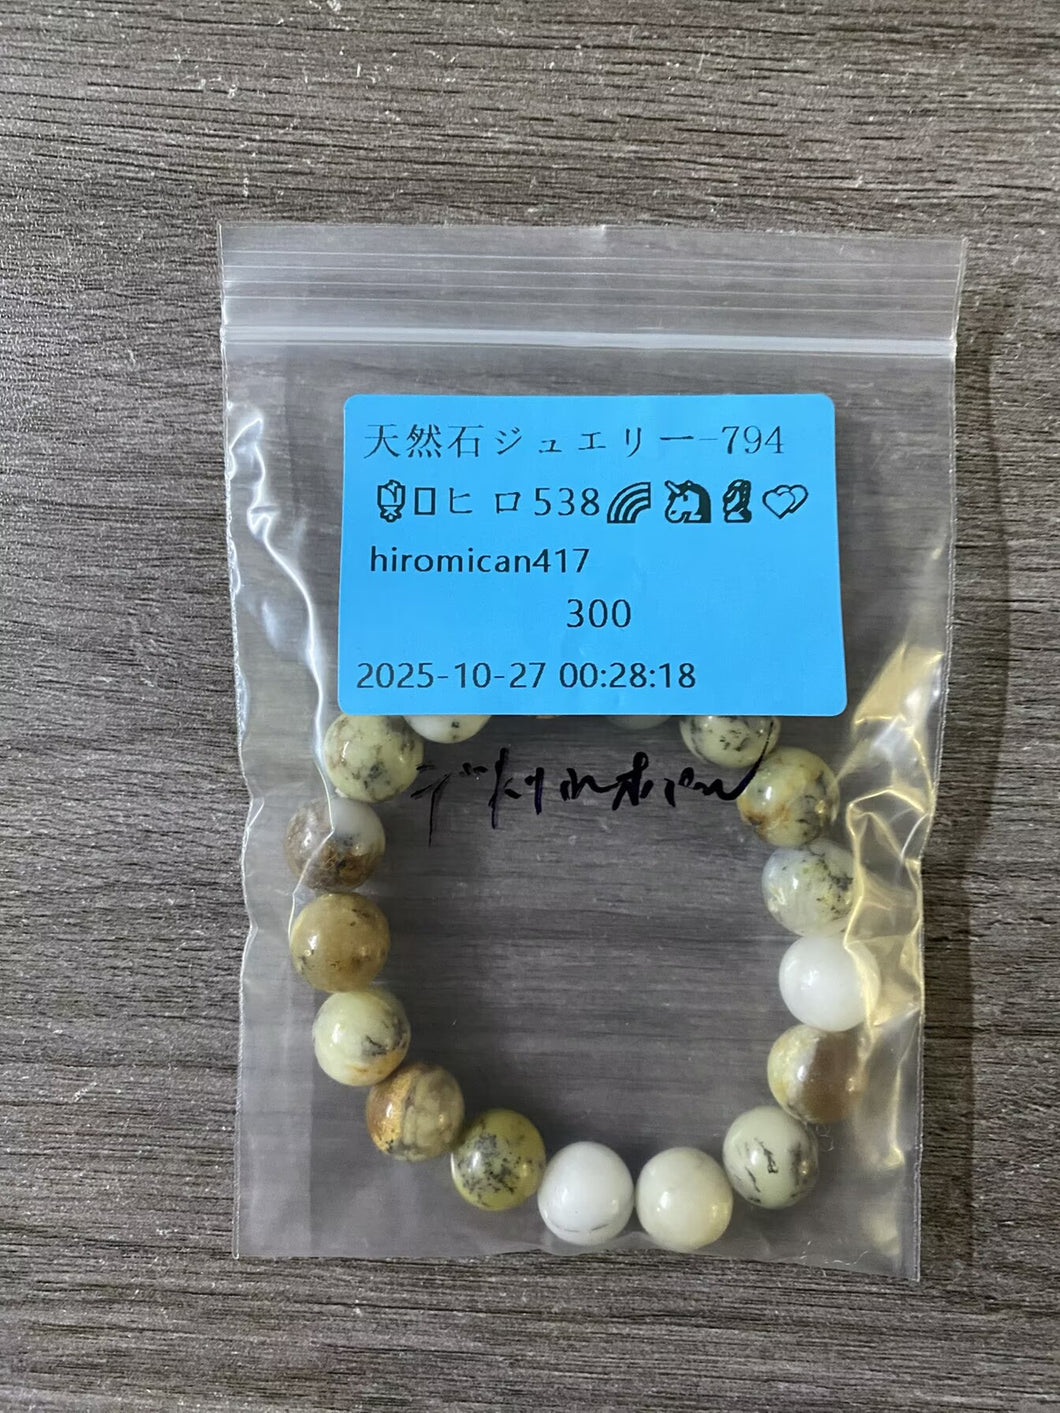 天然石ジュエリー-794
🌹▯ヒロ538🌈🦄🧜💕
hiromican417
300
2025-10-27 00:28:18